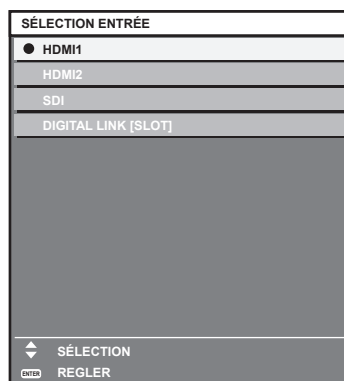 SÉLECTION ENTRÉE
HDMI1
HDMI2
SDI
DIGITAL LINK [SLOT]
SÉLECTION
ENTER REGLER